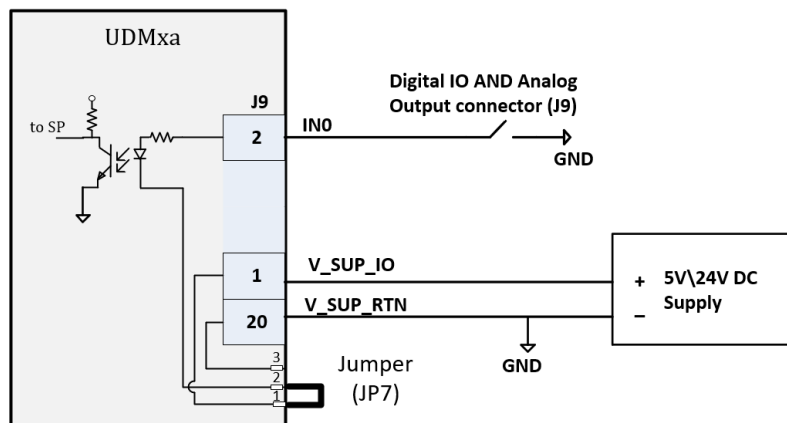 UDMxa
J9
Digital IO AND Analog
Output connector (J9)
to SP
2
IN0
GND
1
V_SUP_IO
+
5V\24V DC
Supply
20
V_SUP_RTN
−
GND
3
2
1
Jumper
(JP7)